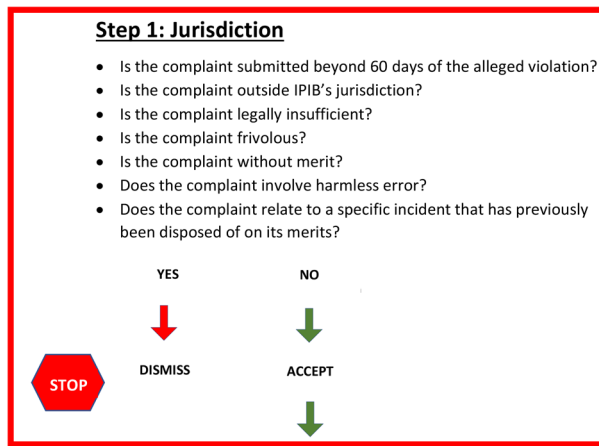 Step 1: Jurisdiction
• Is the complaint submitted beyond 60 days of the alleged violation?
• Is the complaint outside IPIB's jurisdiction?
• Is the complaint legally insufficient?
• Is the complaint frivolous?
• Is the complaint without merit?
• Does the complaint involve harmless error?
• Does the complaint relate to a specific incident that has previously
been disposed of on its merits?
YES NO
DISMISS ACCEPT
STOP